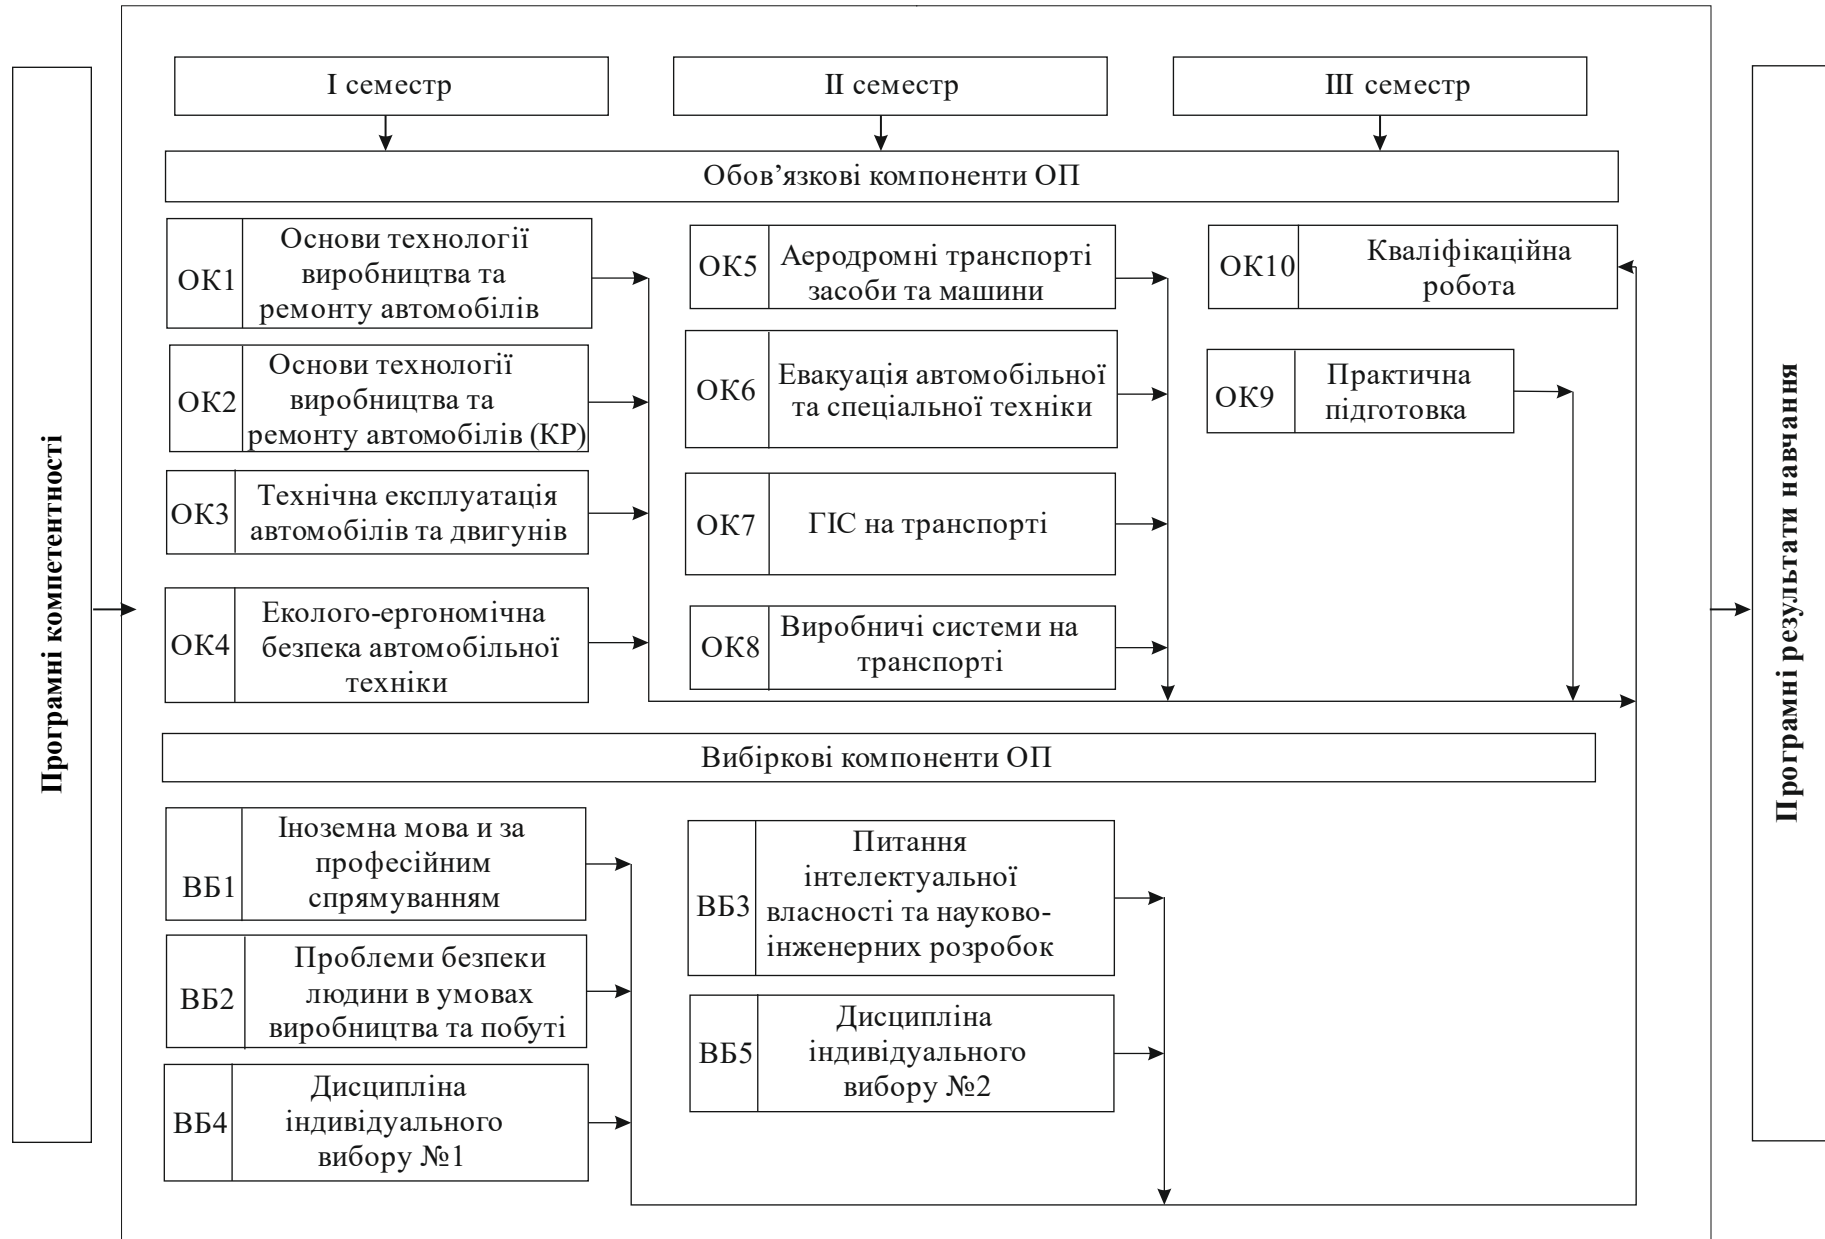 Програмні компетентності
І семестр
ІІ семестр
ІІІ семестр
Обов’язкові компоненти ОП
ОК1
Основи технології
виробництва та
ремонту автомобілів
ОК2
Основи технології
виробництва та
ремонту автомобілів (КР)
ОК3
Технічна експлуатація
автомобілів та двигунів
ОК4
Еколого-ергономічна
безпека автомобільної
техніки
ОК5
Аеродромні транспорті
засоби та машини
ОК6
Евакуація автомобільної
та спеціальної техніки
ОК7
ГІС на транспорті
ОК8
Виробничі системи на
транспорті
ОК10
Кваліфікаційна
робота
ОК9
Практична
підготовка
Вибіркові компоненти ОП
ВБ1
Іноземна мова и за
професійним
спрямуванням
ВБ2
Проблеми безпеки
людини в умовах
виробництва та побуті
ВБ4
Дисципліна
індивідуального
вибору №1
ВБ3
Питання
інтелектуальної
власності та науково-
інженерних розробок
ВБ5
Дисципліна
індивідуального
вибору №2
Програмні результати навчання